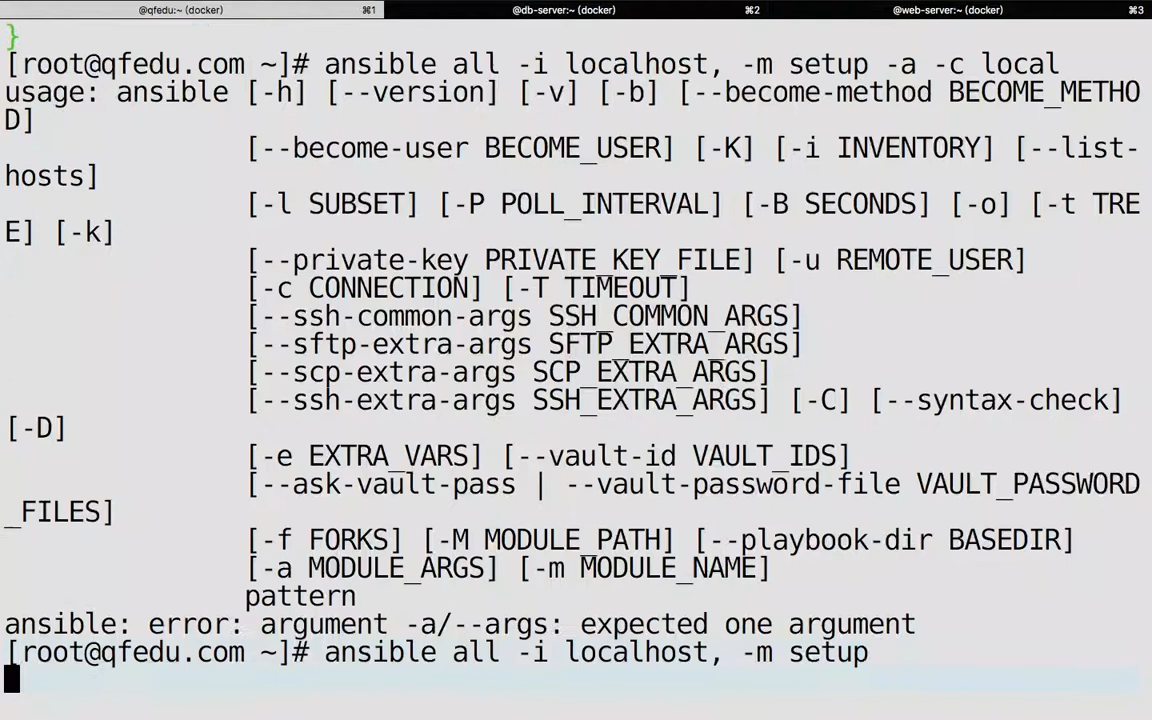 @qfedu:~ (docker) ⌘1 @db-server:~ (docker) ⌘2 @web-server:~ (docker) ⌘3
}
[root@qfedu.com ~]# ansible all -i localhost, -m setup -a -c local
usage: ansible [-h] [--version] [-v] [-b] [--become-method BECOME_METHO
D]
[--become-user BECOME_USER] [-K] [-i INVENTORY] [--list-
hosts]
[-l SUBSET] [-P POLL_INTERVAL] [-B SECONDS] [-o] [-t TRE
E] [-k]
[--private-key PRIVATE_KEY_FILE] [-u REMOTE_USER]
[-c CONNECTION] [-T TIMEOUT]
[--ssh-common-args SSH_COMMON_ARGS]
[--sftp-extra-args SFTP_EXTRA_ARGS]
[--scp-extra-args SCP_EXTRA_ARGS]
[--ssh-extra-args SSH_EXTRA_ARGS] [-C] [--syntax-check]
[-D]
[-e EXTRA_VARS] [--vault-id VAULT_IDS]
[--ask-vault-pass | --vault-password-file VAULT_PASSWORD
_FILES]
[-f FORKS] [-M MODULE_PATH] [--playbook-dir BASEDIR]
[-a MODULE_ARGS] [-m MODULE_NAME]
pattern
ansible: error: argument -a/--args: expected one argument
[root@qfedu.com ~]# ansible all -i localhost, -m setup